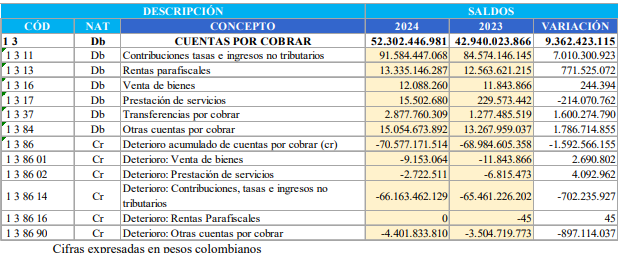 DESCRIPCIÓN SALDOS
CÓD NAT CONCEPTO 2024 2023 VARIACIÓN
1 3 Db CUENTAS POR COBRAR 52.302.446.981 42.940.023.866 9.362.423.115
1 3 11 Db Contribuciones tasas e ingresos no tributarios 91.584.447.068 84.574.146.145 7.010.300.923
1 3 13 Db Rentas parafiscales 13.335.146.287 12.563.621.215 771.525.072
1 3 16 Db Venta de bienes 12.088.260 11.843.866 244.394
1 3 17 Db Prestación de servicios 15.502.680 229.573.442 -214.070.762
1 3 37 Db Transferencias por cobrar 2.877.760.309 1.277.485.519 1.600.274.790
1 3 84 Db Otras cuentas por cobrar 15.054.673.892 13.267.959.037 1.786.714.855
1 3 86 Cr Deterioro acumulado de cuentas por cobrar (cr) -70.577.171.514 -68.984.605.358 -1.592.566.155
1 3 86 01 Cr Deterioro: Venta de bienes -9.153.064 -11.843.866 2.690.802
1 3 86 02 Cr Deterioro: Prestación de servicios -2.722.511 -6.815.473 4.092.962
1 3 86 14 Cr Deterioro: Contribuciones, tasas e ingresos no
tributarios -66.163.462.129 -65.461.226.202 -702.235.927
1 3 86 16 Cr Deterioro: Rentas Parafiscales 0 -45 45
1 3 86 90 Cr Deterioro: Otras cuentas por cobrar -4.401.833.810 -3.504.719.773 -897.114.037
Cifras expresadas en pesos colombianos